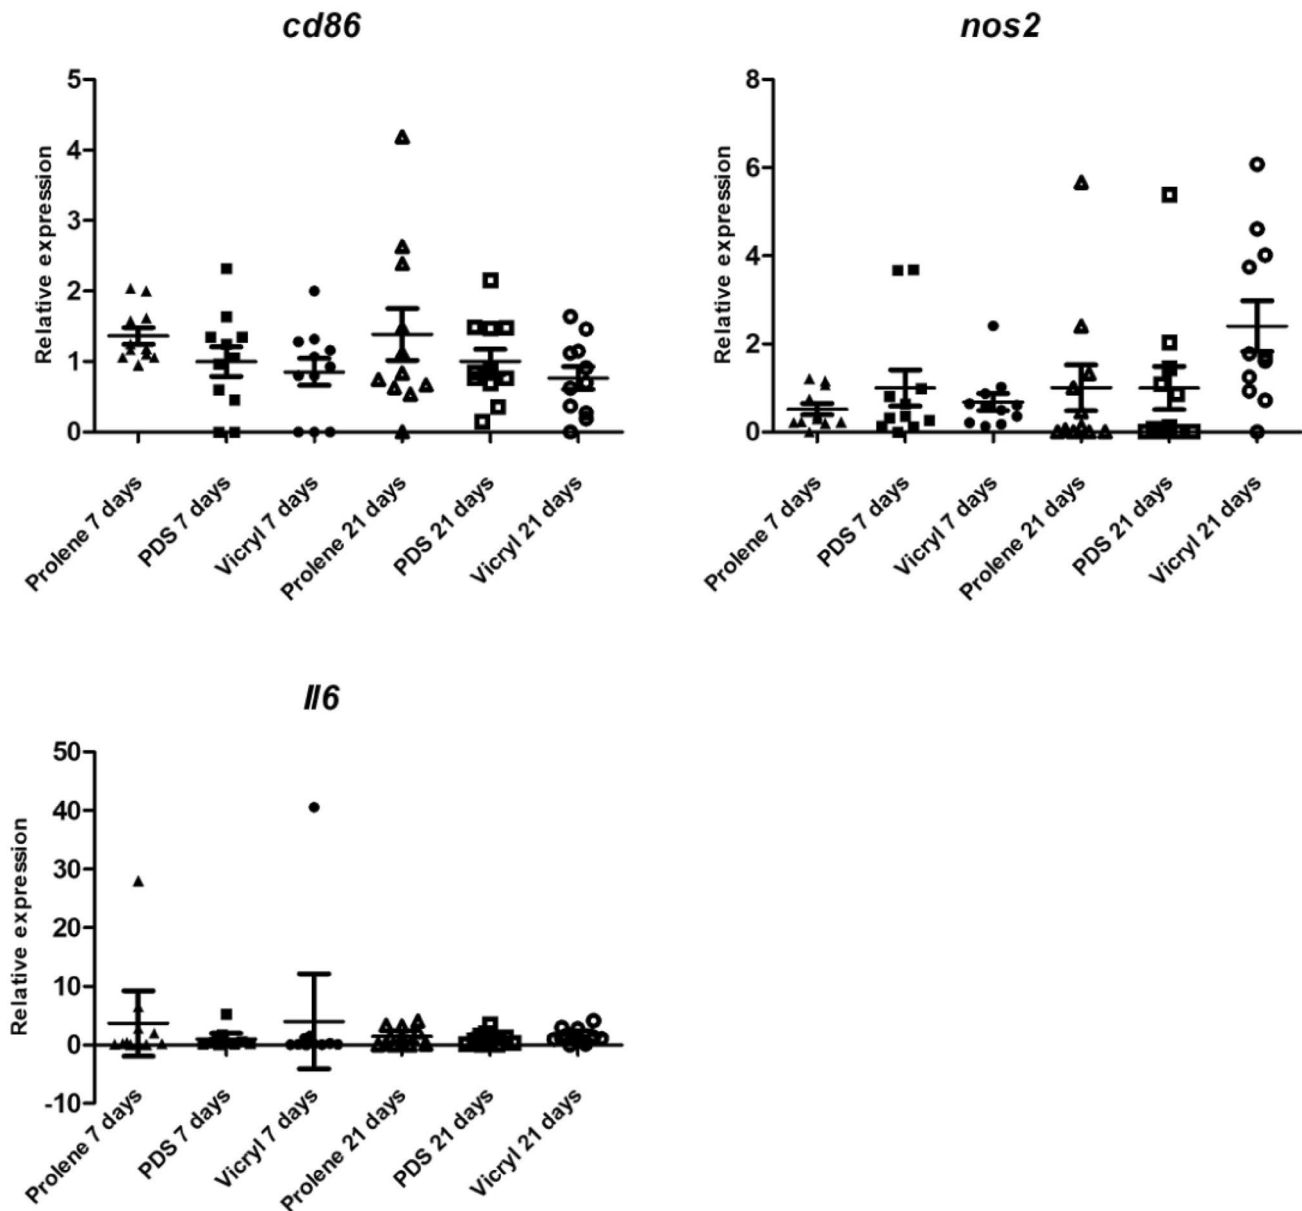 cd86
5
4
3
2
1
0
Relative expression
Prolene 7 days
PDS 7 days
Vicryl 7 days
Prolene 21 days
PDS 21 days
Vicryl 21 days
nos2
8
6
4
2
0
Relative expression
Prolene 7 days
PDS 7 days
Vicryl 7 days
Prolene 21 days
PDS 21 days
Vicryl 21 days
Il6
50
40
30
20
10
0
-10
Relative expression
Prolene 7 days
PDS 7 days
Vicryl 7 days
Prolene 21 days
PDS 21 days
Vicryl 21 days